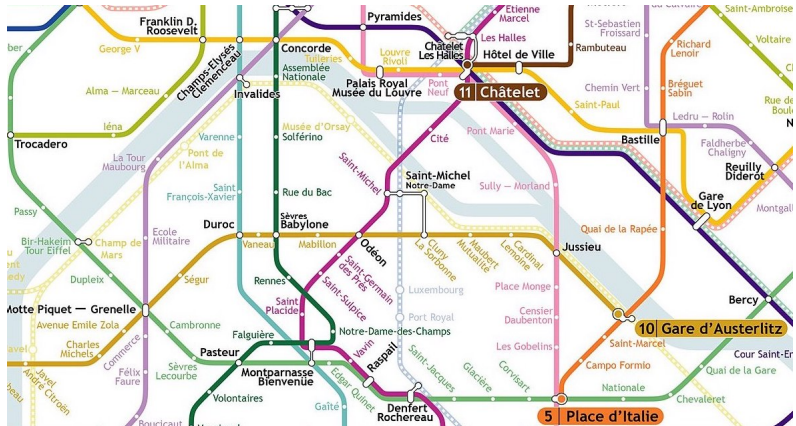 Etienne
Marcel
Saint-Ambroise
Franklin D.
Roosevelt
Pyramides
St-Sebastien
Froissard
Les Halles
ber
George V
Concorde
Châtelet
Les Halles
Hôtel de Ville
Rambuteau
Richard
Lenoir
Voltaire
Champs-Elysés
Clemenceau
Tuileries
Louvre
Rivoli
Assemblée
Nationale
Palais Royal
Musée du Louvre
Pont
Neuf
11 Châtelet
Chemin Vert
Bréguet
Sabin
Alma — Marceau
Invalides
Saint-Paul
Iéna
Musée d'Orsay
Pont Marie
Ledru – Rolin
Trocadero
Varenne
Solférino
Cité
Bastille
Faidherbe
Chaligny
Pont de
l'Alma
La Tour
Maubourg
Saint-Michel
Saint-Michel
Notre-Dame
Reuilly
Diderot
Saint
François-Xavier
Rue du Bac
Sully — Morland
Gare
de Lyon
Passy
Montgall
Duroc
Sèvres
Babylone
Ecole
Militaire
Quai de la Rapée
Bir-Hakeim
Tour Eiffel
Champ de
Mars
Vaneau
Mabillon
Odéon
Cluny
La Sorbonne
Maubert
Mutualité
Cardinal
Lemoine
Jussieu
Dupleix
Ségur
Rennes
Saint-Germain
des Prés
Saint-Sulpice
Luxembourg
Place Monge
Bercy
Motte Piquet — Grenelle
Saint
Placide
Censier
Daubenton
Port Royal
10 Gare d'Austerlitz
Avenue Emile Zola
Cambronne
Falguière
Notre-Dame-des-Champs
Saint-Marcel
Charles
Michels
Commerce
Les Gobelins
Vavin
Cour Saint-Em
Javel
André Citroën
Félix
Faure
Sèvres
Lecourbe
Pasteur
Montparnasse
Bienvenue
Edgar Quinet
Raspail
Saint-Jacques
Glacière
Corvisart
Campo Formio
Quai de la Gare
Volontaires
Nationale
Chevaleret
Gaîté
Denfert
Rochereau
5 Place d'Italie
Boucicaut